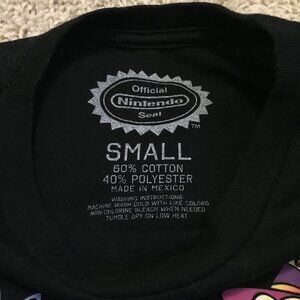 Official
Nintendo
Seal
TM
SMALL
60% COTTON
40% POLYESTER
MADE IN MEXICO
WASHING INSTRUCTIONS
MACHINE WASH COLD WITH LIKE COLORS
NON CHLORINE BLEACH WHEN NEEDED
TUMBLE DRY ON LOW HEAT